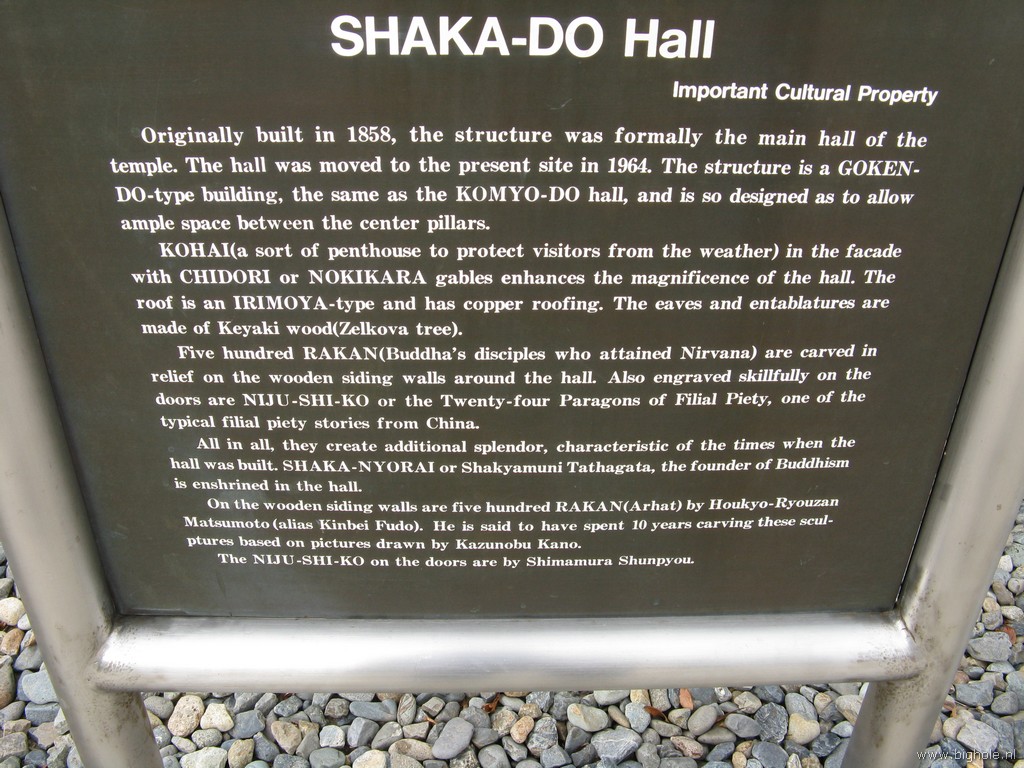 SHAKA-DO Hall
Important Cultural Property
Originally built in 1858, the structure was formally the main hall of the
temple. The hall was moved to the present site in 1964. The structure is a GOKEN-
DO-type building, the same as the KOMYO-DO hall, and is so designed as to allow
ample space between the center pillars.
KOHAI(a sort of penthouse to protect visitors from the weather) in the facade
with CHIDORI or NOKIKARA gables enhances the magnificence of the hall. The
roof is an IRIMOYA-type and has copper roofing. The eaves and entablatures are
made of Keyaki wood(Zelkova tree).
Five hundred RAKAN(Buddha's disciples who attained Nirvana) are carved in
relief on the wooden siding walls around the hall. Also engraved skillfully on the
doors are NIJU-SHI-KO or the Twenty-four Paragons of Filial Piety, one of the
typical filial piety stories from China.
All in all, they create additional splendor, characteristic of the times when the
hall was built. SHAKA-NYORAI or Shakyamuni Tathagata, the founder of Buddhism
is enshrined in the hall.
On the wooden siding walls are five hundred RAKAN(Arhat) by Houkyo-Ryouzan
Matsumoto (alias Kinbei Fudo). He is said to have spent 10 years carving these scul-
ptures based on pictures drawn by Kazunobu Kano.
The NIJU-SHI-KO on the doors are by Shimamura Shunpyou.
www.bighole.nl